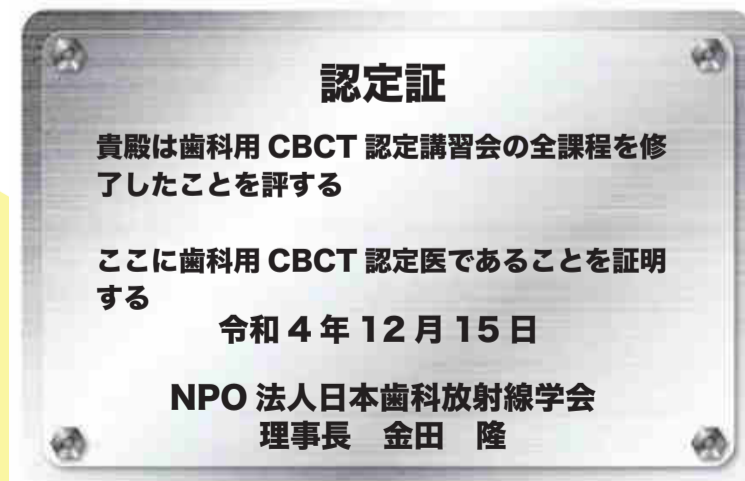 認定証
貴殿は歯科用 CBCT 認定講習会の全課程を修
了したことを評する
ここに歯科用 CBCT 認定医であることを証明
する
令和 4 年 12 月 15 日
NPO 法人日本歯科放射線学会
理事長　金田　隆